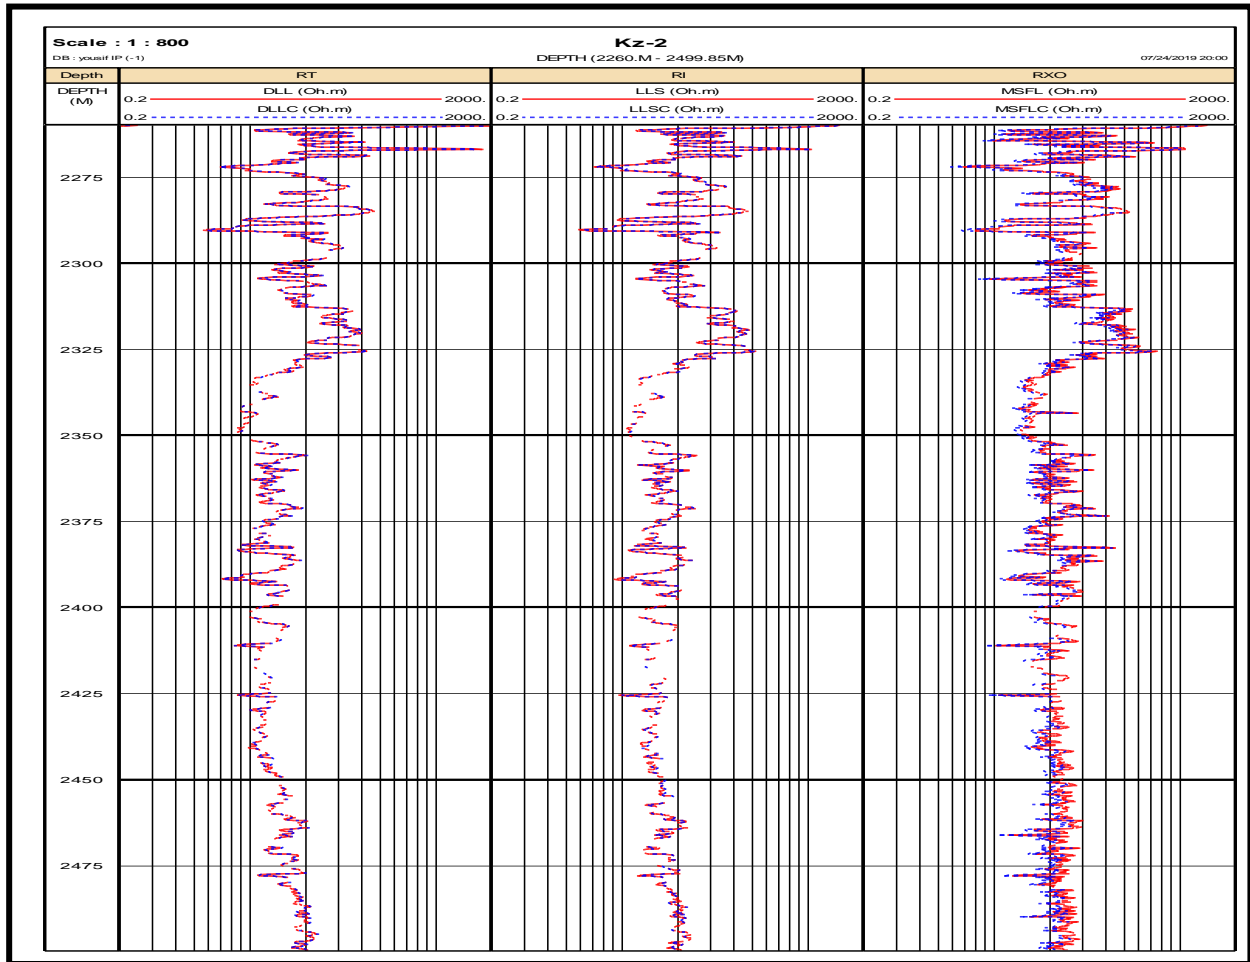 Scale : 1 : 800
Kz-2
DB : yousif IP (-1)
DEPTH (2260.M - 2499.85M)
07/24/2019 20:00
Depth RT RI RXO
DEPTH (M)
0.2 DLL (Oh.m) 2000. 0.2 LLS (Oh.m) 2000. 0.2 MSFL (Oh.m) 2000.
0.2 DLLC (Oh.m) 2000. 0.2 LLSC (Oh.m) 2000. 0.2 MSFLC (Oh.m) 2000.
2275
2300
2325
2350
2375
2400
2425
2450
2475